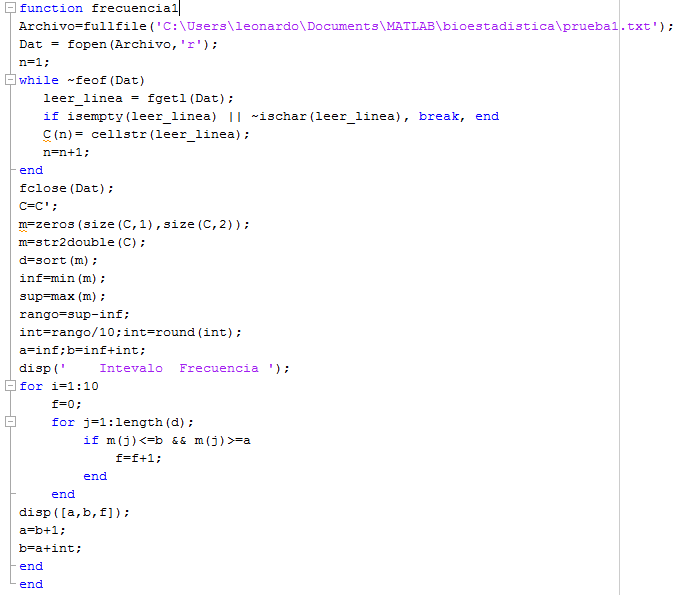 function frecuencia1
Archivo=fullfile('C:\Users\leonardo\Documents\MATLAB\bioestadistica\prueba1.txt');
Dat = fopen(Archivo,'r');
n=1;
while ~feof(Dat)
   leer_linea = fgetl(Dat);
   if isempty(leer_linea) || ~ischar(leer_linea), break, end
   C(n)= cellstr(leer_linea);
   n=n+1;
end
fclose(Dat);
C=C';
m=zeros(size(C,1),size(C,2));
m=str2double(C);
d=sort(m);
inf=min(m);
sup=max(m);
rango=sup-inf;
int=rango/10;int=round(int);
a=inf;b=inf+int;
disp('    Intevalo  Frecuencia ');
for i=1:10
    f=0;
    for j=1:length(d);
        if m(j)<=b && m(j)>=a
            f=f+1;
        end
    end
disp([a,b,f]);
a=b+1;
b=a+int;
end
end